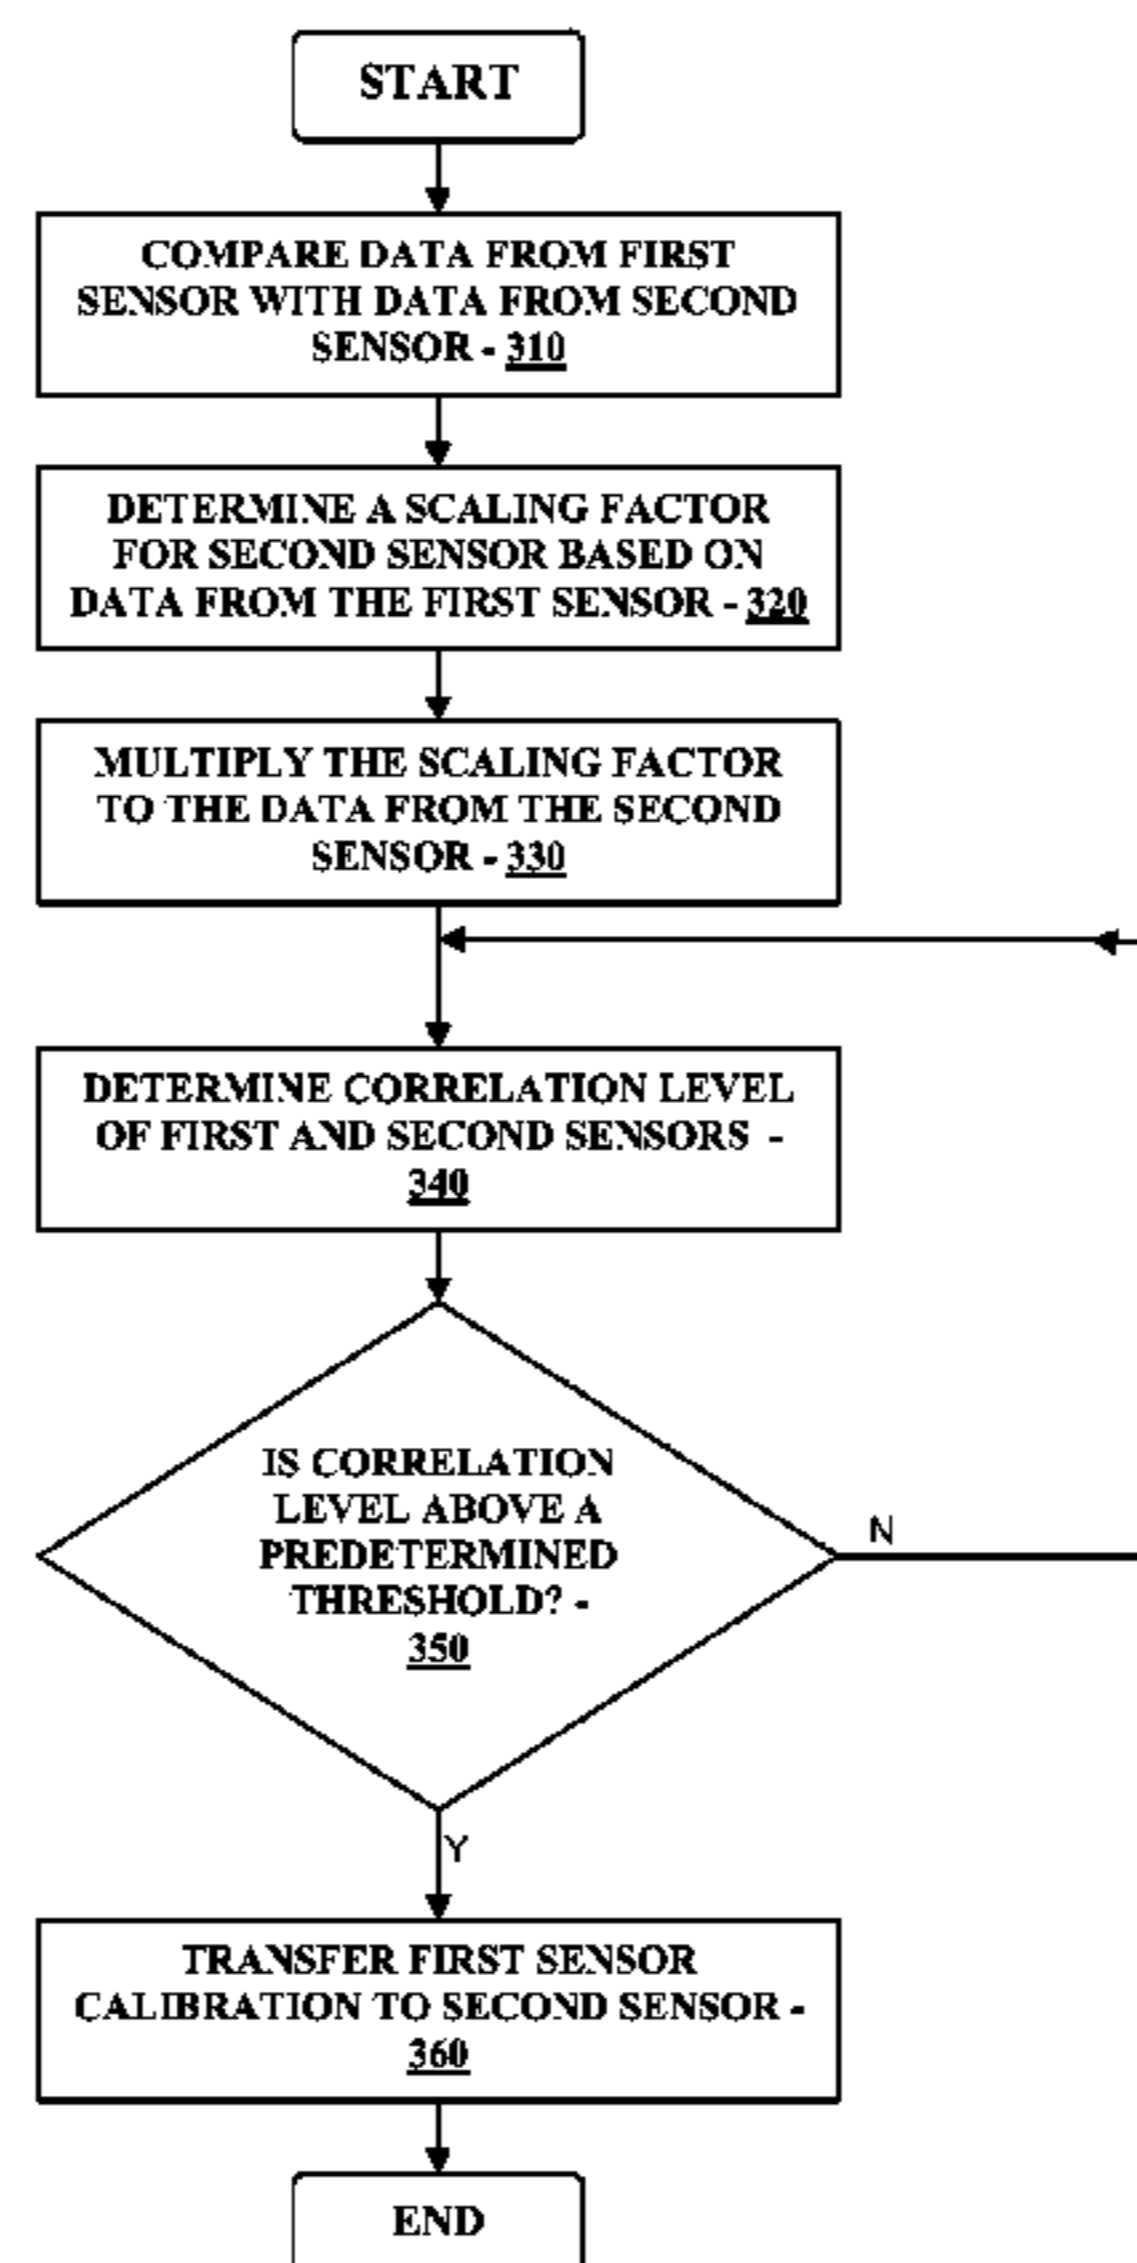 START
COMPARE DATA FROM FIRST
SENSOR WITH DATA FROM SECOND
SENSOR - 310
DETERMINE A SCALING FACTOR
FOR SECOND SENSOR BASED ON
DATA FROM THE FIRST SENSOR - 320
MULTIPLY THE SCALING FACTOR
TO THE DATA FROM THE SECOND
SENSOR - 330
DETERMINE CORRELATION LEVEL
OF FIRST AND SECOND SENSORS -
340
IS CORRELATION
LEVEL ABOVE A
PREDETERMINED
THRESHOLD? -
350
N
Y
TRANSFER FIRST SENSOR
CALIBRATION TO SECOND SENSOR -
360
END